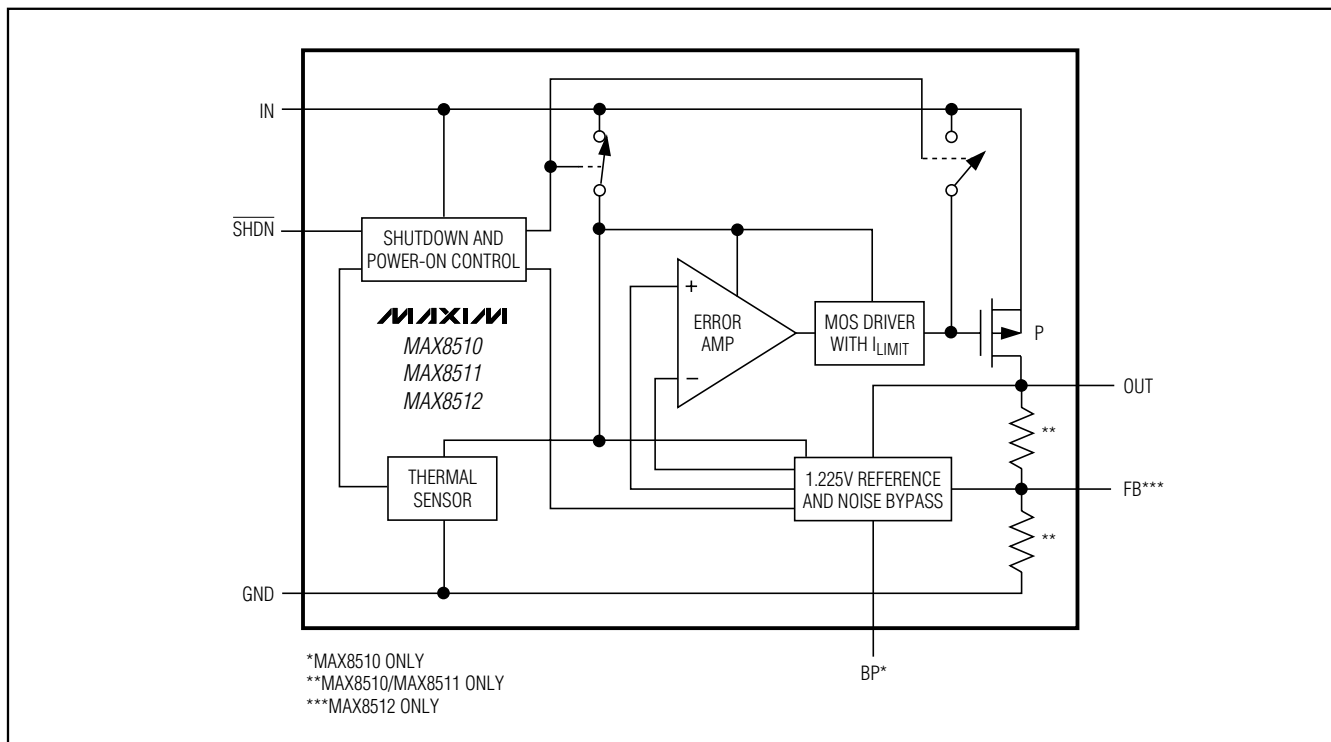 IN
SHDN
SHUTDOWN AND
POWER-ON CONTROL
MAXIM
MAX8510
MAX8511
MAX8512
+
ERROR
AMP
−
MOS DRIVER
WITH ILIMIT
P
OUT
**
THERMAL
SENSOR
1.225V REFERENCE
AND NOISE BYPASS
FB***
**
GND
BP*
*MAX8510 ONLY
**MAX8510/MAX8511 ONLY
***MAX8512 ONLY